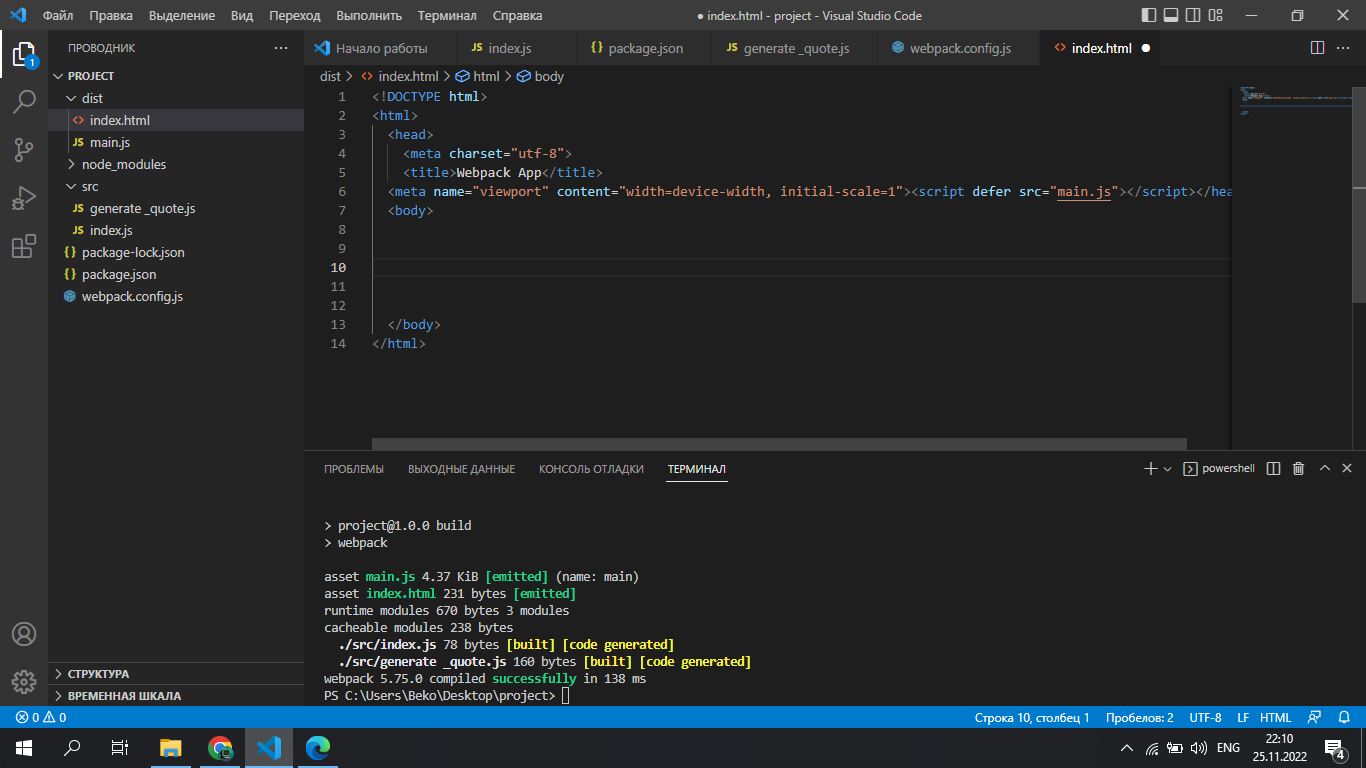 Файл Правка Выделение Вид Переход Выполнить Терминал Справка ● index.html - project - Visual Studio Code
ПРОВОДНИК ...
1
PROJECT
dist
index.html
JS main.js
node_modules
src
JS generate _quote.js
JS index.js
{} package-lock.json
{} package.json
webpack.config.js
СТРУКТУРА
ВРЕМЕННАЯ ШКАЛА
Начало работы JS index.js {} package.json JS generate _quote.js webpack.config.js <> index.html ● ...
dist > <> index.html > html > body
1 <!DOCTYPE html>
2 <html>
3 <head>
4 <meta charset="utf-8">
5 <title>Webpack App</title>
6 <meta name="viewport" content="width=device-width, initial-scale=1"><script defer src="main.js"></script></hea
7 <body>
8
9
10
11
12
13 </body>
14 </html>
ПРОБЛЕМЫ ВЫХОДНЫЕ ДАННЫЕ КОНСОЛЬ ОТЛАДКИ ТЕРМИНАЛ powershell
> project@1.0.0 build
> webpack
asset main.js 4.37 KiB [emitted] (name: main)
asset index.html 231 bytes [emitted]
runtime modules 670 bytes 3 modules
cacheable modules 238 bytes
./src/index.js 78 bytes [built] [code generated]
./src/generate _quote.js 160 bytes [built] [code generated]
webpack 5.75.0 compiled successfully in 138 ms
PS C:\Users\Beko\Desktop\project>
0 0 Строка 10, столбец 1 Пробелов: 2 UTF-8 LF HTML
ENG 22:10
25.11.2022 4